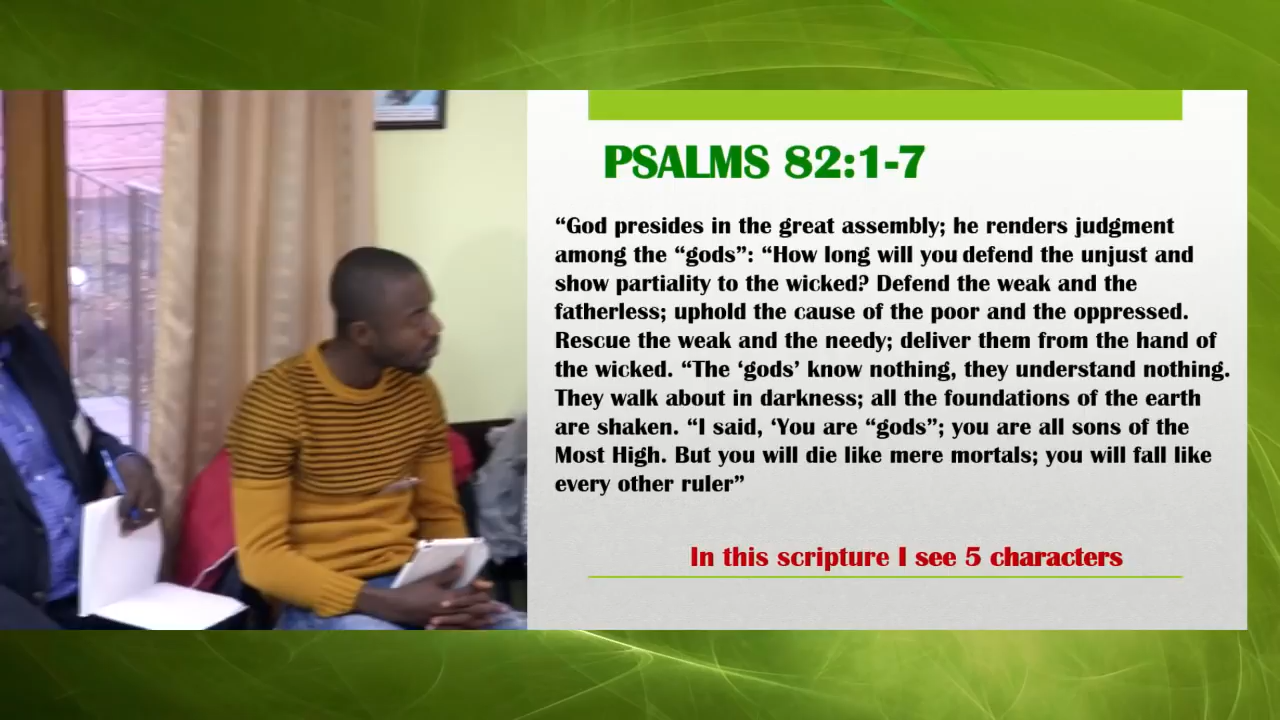 PSALMS 82:1-7
“God presides in the great assembly; he renders judgment
among the “gods”: “How long will you defend the unjust and
show partiality to the wicked? Defend the weak and the
fatherless; uphold the cause of the poor and the oppressed.
Rescue the weak and the needy; deliver them from the hand of
the wicked. “The ‘gods’ know nothing, they understand nothing.
They walk about in darkness; all the foundations of the earth
are shaken. “I said, ‘You are “gods”; you are all sons of the
Most High. But you will die like mere mortals; you will fall like
every other ruler”
In this scripture I see 5 characters